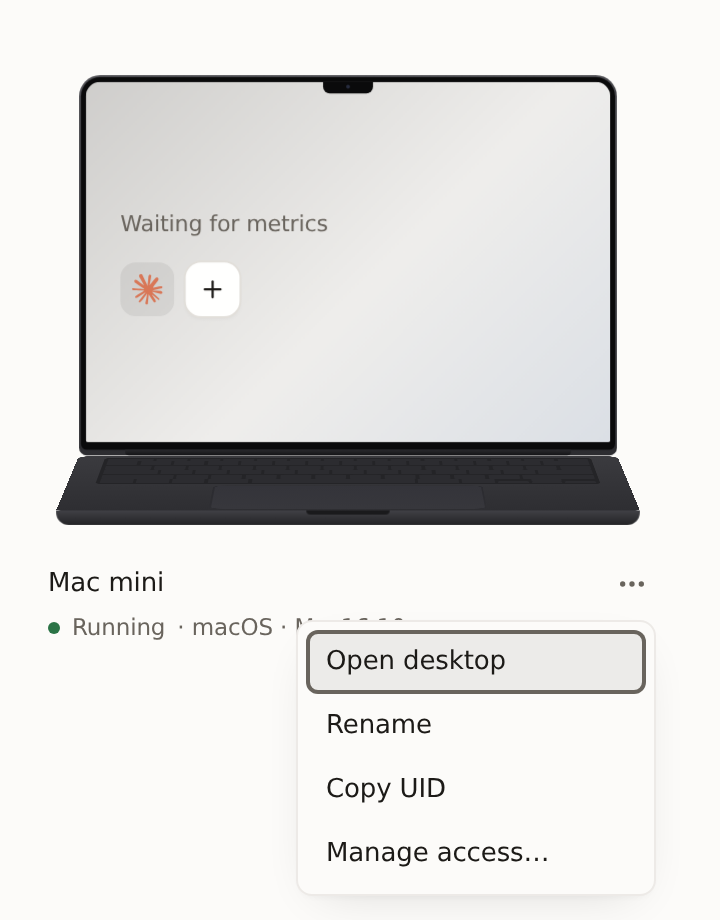 Waiting for metrics
Mac mini
Running · macOS ·
Open desktop
Rename
Copy UID
Manage access…